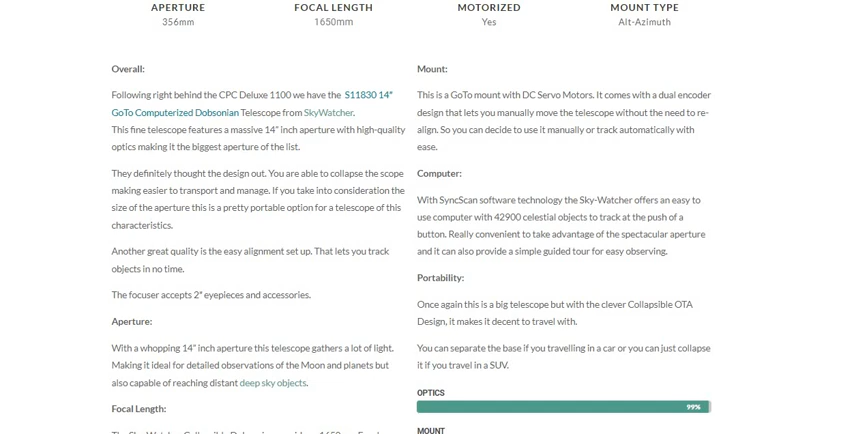 APERTURE FOCAL LENGTH MOTORIZED MOUNT TYPE
356mm 1650mm Yes Alt-Azimuth
Overall:
Following right behind the CPC Deluxe 1100 we have the S11830 14″
GoTo Computerized Dobsonian Telescope from SkyWatcher.
This fine telescope features a massive 14″ inch aperture with high-quality
optics making it the biggest aperture of the list.
They definitely thought the design out. You are able to collapse the scope
making easier to transport and manage. If you take into consideration the
size of the aperture this is a pretty portable option for a telescope of this
characteristics.
Another great quality is the easy alignment set up. That lets you track
objects in no time.
The focuser accepts 2″ eyepieces and accessories.
Aperture:
With a whopping 14″ inch aperture this telescope gathers a lot of light.
Making it ideal for detailed observations of the Moon and planets but
also capable of reaching distant deep sky objects.
Focal Length:
Mount:
This is a GoTo mount with DC Servo Motors. It comes with a dual encoder
design that lets you manually move the telescope without the need to re-
align. So you can decide to use it manually or track automatically with
ease.
Computer:
With SyncScan software technology the Sky-Watcher offers an easy to
use computer with 42900 celestial objects to track at the push of a
button. Really convenient to take advantage of the spectacular aperture
and it can also provide a simple guided tour for easy observing.
Portability:
Once again this is a big telescope but with the clever Collapsible OTA
Design, it makes it decent to travel with.
You can separate the base if you travelling in a car or you can just collapse
it if you travel in a SUV.
OPTICS
99%
MOUNT